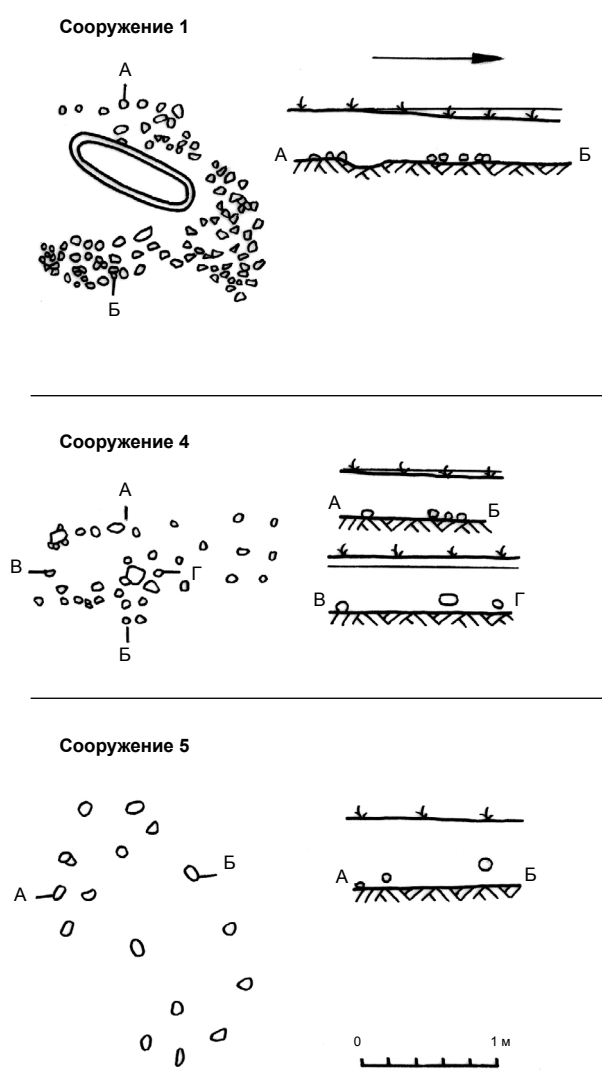 Сооружение 1
А
Б
А
Б
Сооружение 4
А
В
Г
Б
А
Б
В
Г
Сооружение 5
А
Б
А
Б
0
1 м